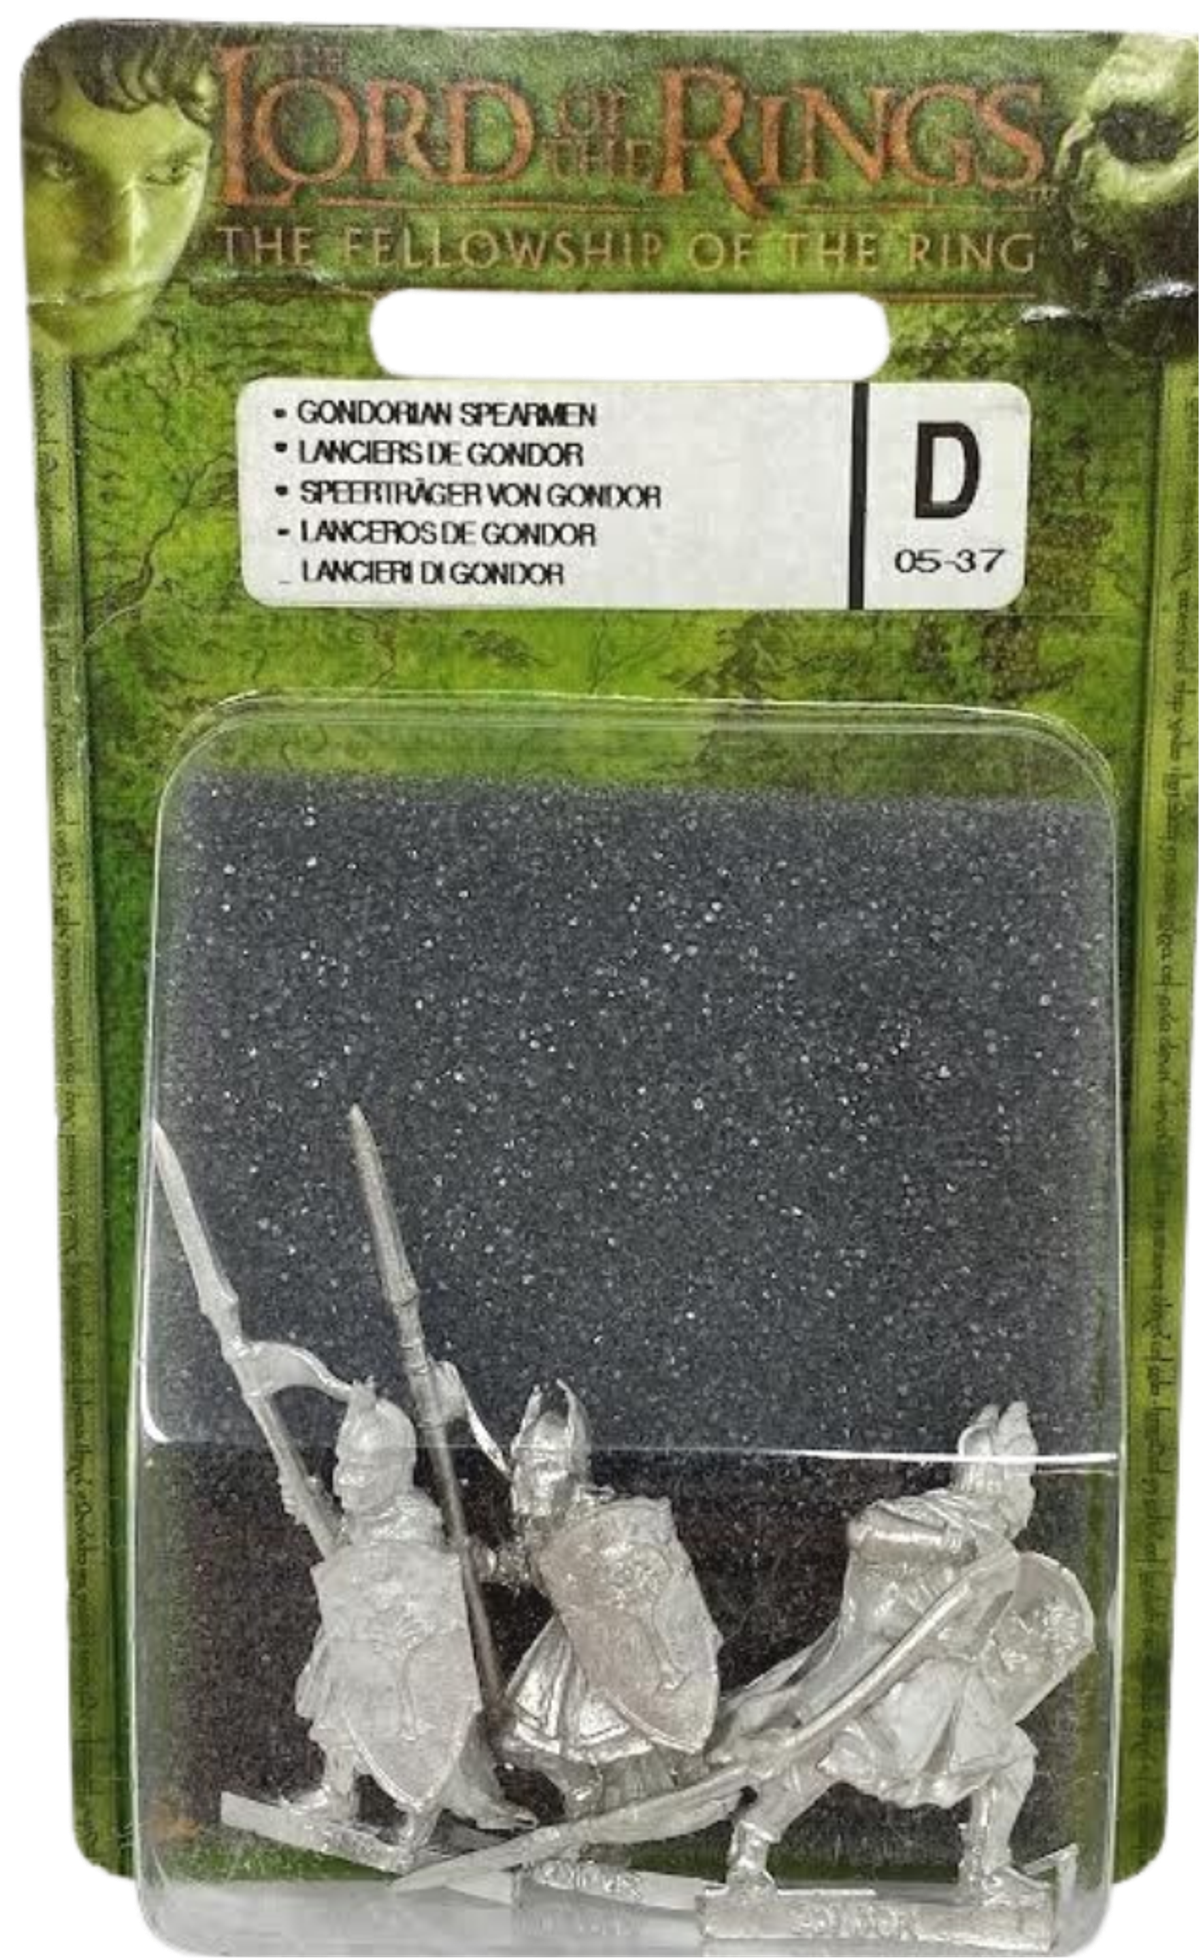 THE
LORD OF THE RINGS
THE FELLOWSHIP OF THE RING
• GONDORIAN SPEARMEN
• LANCIERS DE GONDOR
• SPEERTRÄGER VON GONDOR
- LANCEROS DE GONDOR
_ LANCIERI DI GONDOR
D
05-37